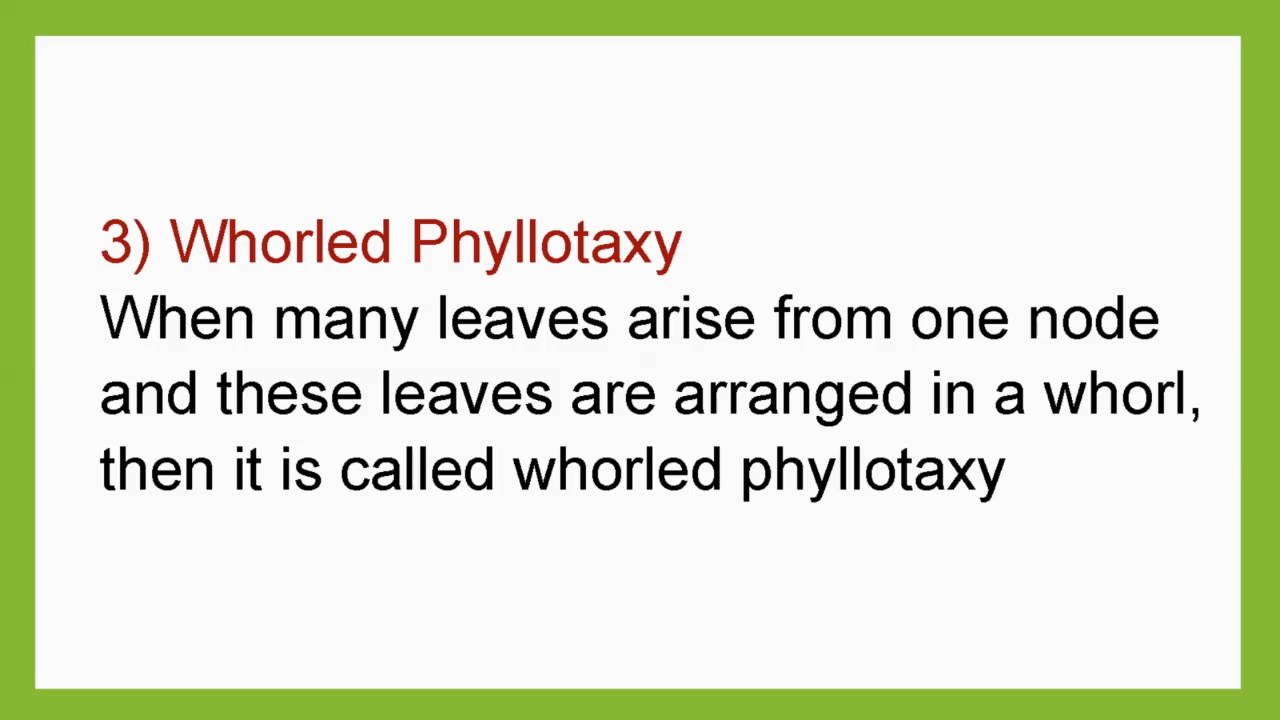 3) Whorled Phyllotaxy
When many leaves arise from one node
and these leaves are arranged in a whorl,
then it is called whorled phyllotaxy